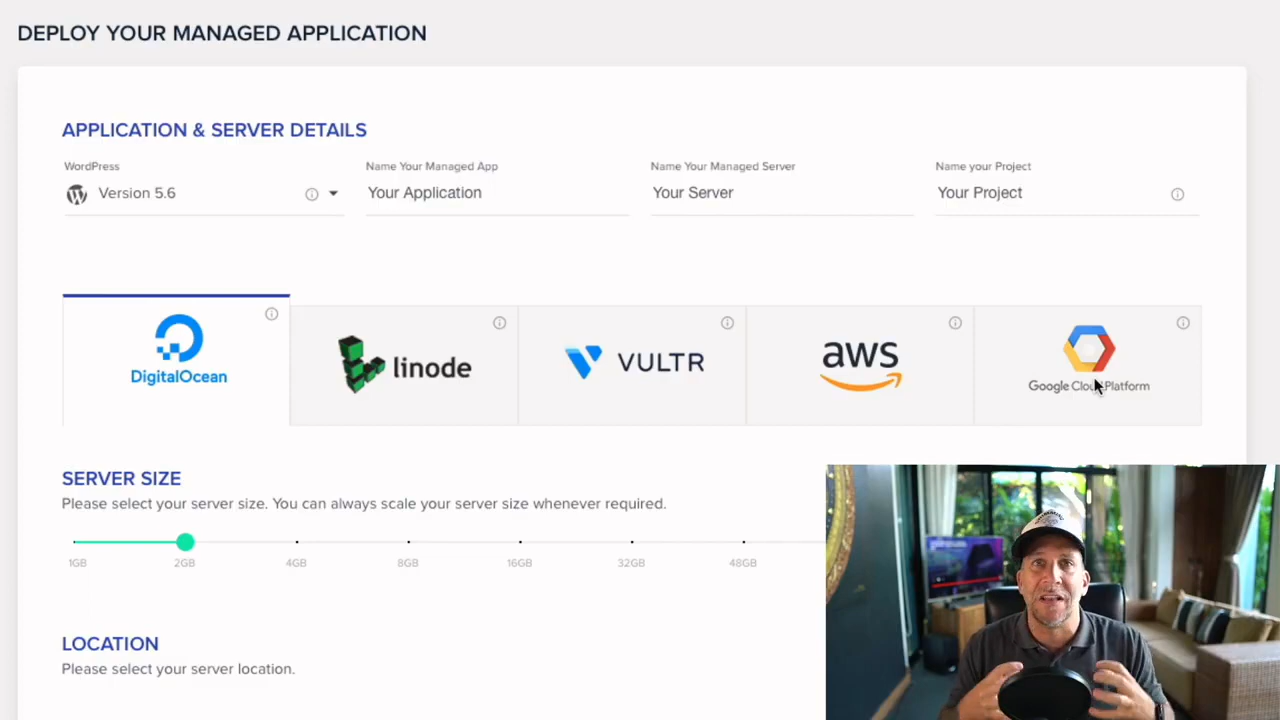 DEPLOY YOUR MANAGED APPLICATION
APPLICATION & SERVER DETAILS
WordPress
Name Your Managed App
Name Your Managed Server
Name your Project
Version 5.6
Your Application
Your Server
Your Project
DigitalOcean
linode
VULTR
aws
Google Cloud Platform
SERVER SIZE
Please select your server size. You can always scale your server size whenever required.
1GB
2GB
4GB
8GB
16GB
32GB
48GB
LOCATION
Please select your server location.